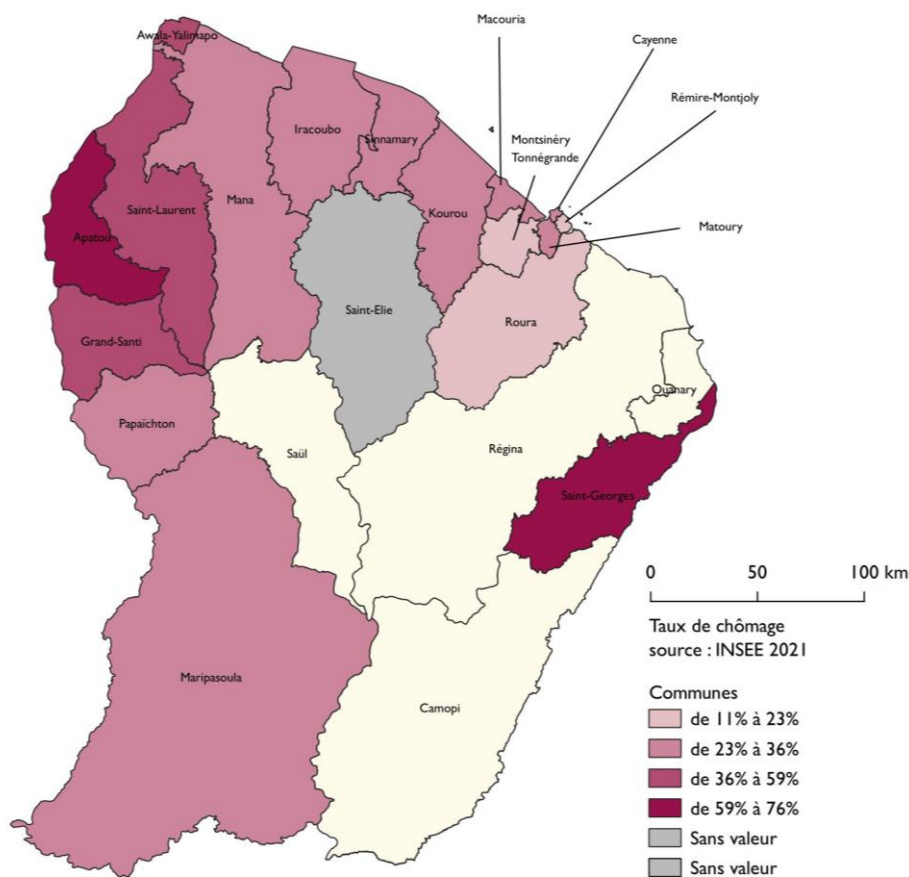 Macouria
Cayenne
Awala-Yalimapo
Rémire-Montjoly
Iracoubo
Sinnamary
Montsinéry
Tonnégrande
Saint-Laurent
Mana
Kourou
Matoury
Apatou
Saint-Elie
Roura
Grand-Santi
Ouanary
Papaïchton
Saül
Régina
Saint-Georges
0 50 100 km
Taux de chômage
source : INSEE 2021
Maripasoula
Camopi
Communes
de 11% à 23%
de 23% à 36%
de 36% à 59%
de 59% à 76%
Sans valeur
Sans valeur